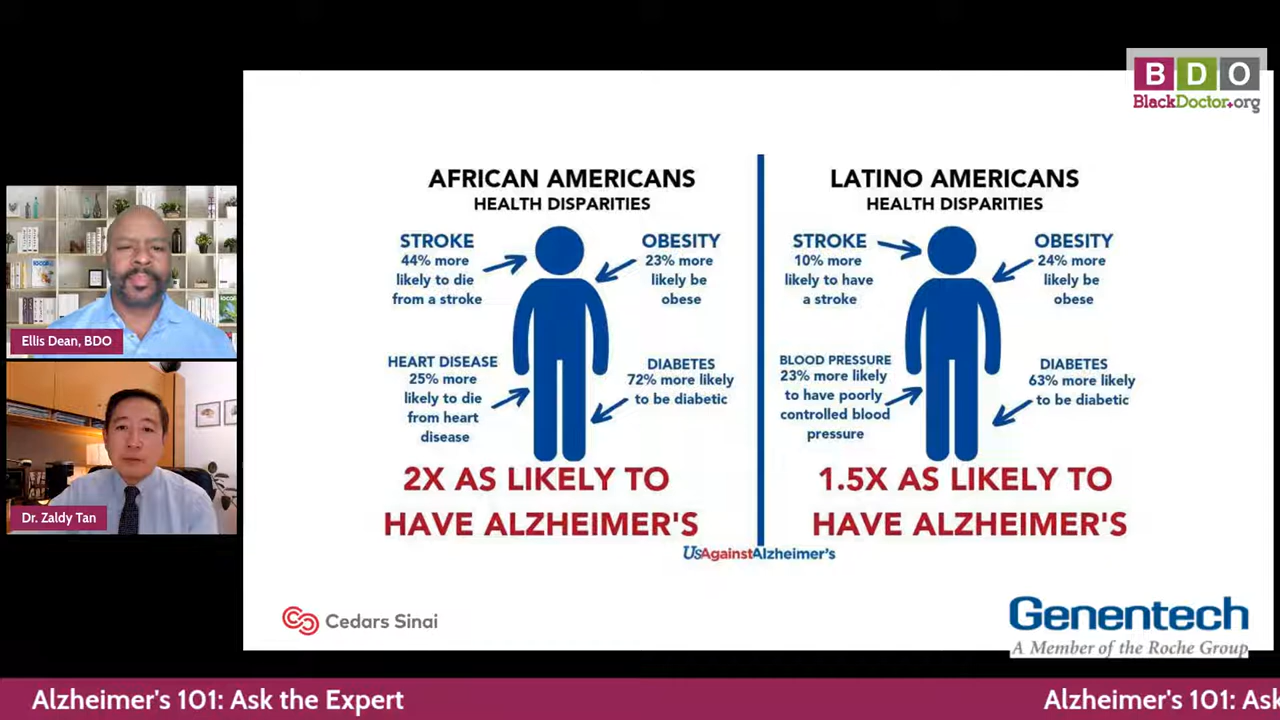 BDO
BlackDoctor.org
AFRICAN AMERICANS
HEALTH DISPARITIES
STROKE
44% more
likely to die
from a stroke
OBESITY
23% more
likely be
obese
HEART DISEASE
25% more
likely to die
from heart
disease
DIABETES
72% more likely
to be diabetic
2X AS LIKELY TO
HAVE ALZHEIMER'S
LATINO AMERICANS
HEALTH DISPARITIES
STROKE
10% more
likely to have
a stroke
OBESITY
24% more
likely be
obese
BLOOD PRESSURE
23% more likely
to have poorly
controlled blood
pressure
DIABETES
63% more likely
to be diabetic
1.5X AS LIKELY TO
HAVE ALZHEIMER'S
UsAgainstAlzheimer's
Ellis Dean, BDO
Dr. Zaldy Tan
Cedars Sinai
Genentech
A Member of the Roche Group
Alzheimer's 101: Ask the Expert
Alzheimer's 101: Ask